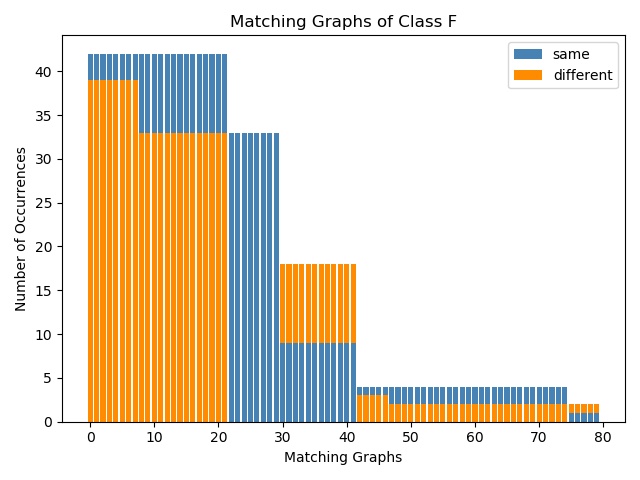 Matching Graphs of Class F
same
different
Number of Occurrences
40
35
30
25
20
15
10
5
0
0 10 20 30 40 50 60 70 80
Matching Graphs